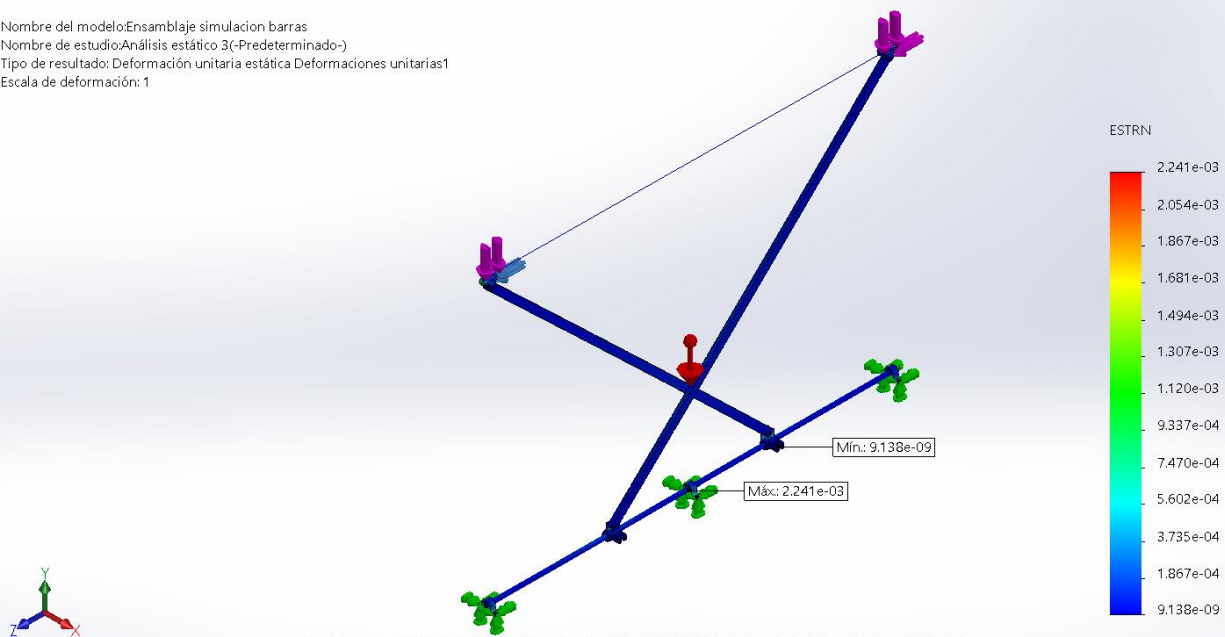 Nombre del modelo:Ensamblaje simulacion barras
Nombre de estudio:Análisis estático 3(-Predeterminado-)
Tipo de resultado: Deformación unitaria estática Deformaciones unitarias1
Escala de deformación: 1
ESTRN
2.241e-03
2.054e-03
1.867e-03
1.681e-03
1.494e-03
1.307e-03
1.120e-03
9.337e-04
7.470e-04
5.602e-04
3.735e-04
1.867e-04
9.138e-09
Mín.: 9.138e-09
Máx.: 2.241e-03
Y
Z
X